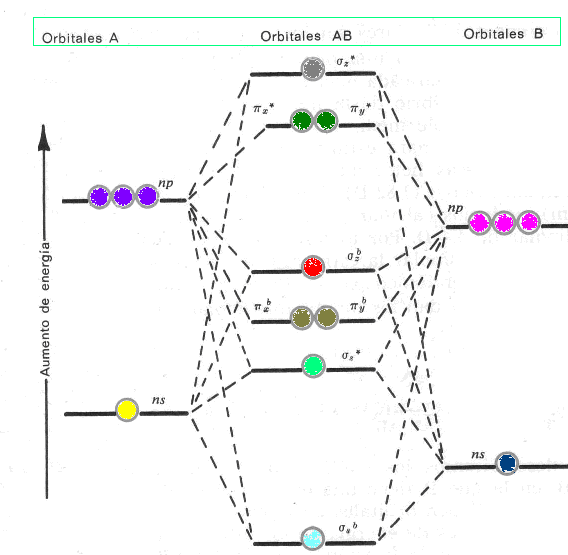 Orbitales A
Orbitales AB
Orbitales B
σz*
πx*
πy*
np
np
σzᵇ
πxᵇ
πyᵇ
σs*
ns
ns
σsᵇ
Aumento de energía